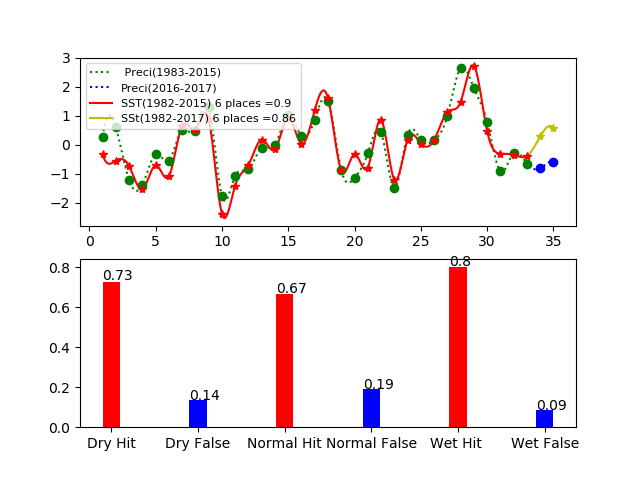 3
Preci(1983-2015)
Preci(2016-2017)
SST(1982-2015) 6 places =0.9
SSt(1982-2017) 6 places =0.86
2
1
0
−1
−2
0 5 10 15 20 25 30 35
0.8
0.6
0.4
0.2
0.0
0.73
0.14
0.67
0.19
0.8
0.09
Dry Hit Dry False Normal Hit Normal False Wet Hit Wet False